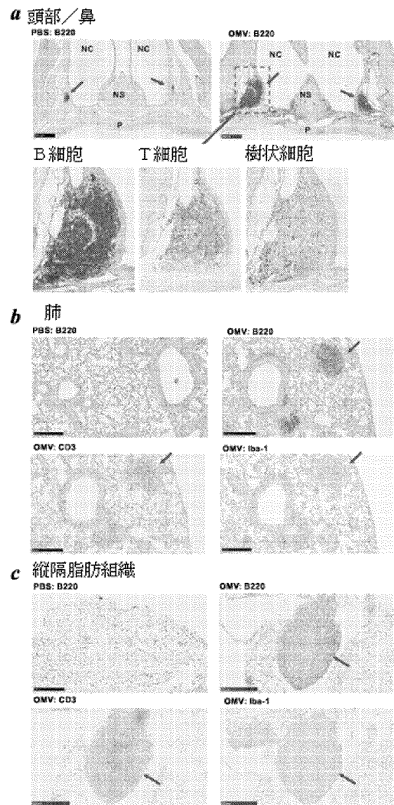 a 頭部／鼻
PBS: B220
OMV: B220
NC
NC
NS
P
NC
NC
NS
P
B細胞
T細胞
樹状細胞
b 肺
PBS: B220
OMV: B220
OMV: CD3
OMV: Iba-1
c 縦隔脂肪組織
PBS: B220
OMV: B220
OMV: CD3
OMV: Iba-1